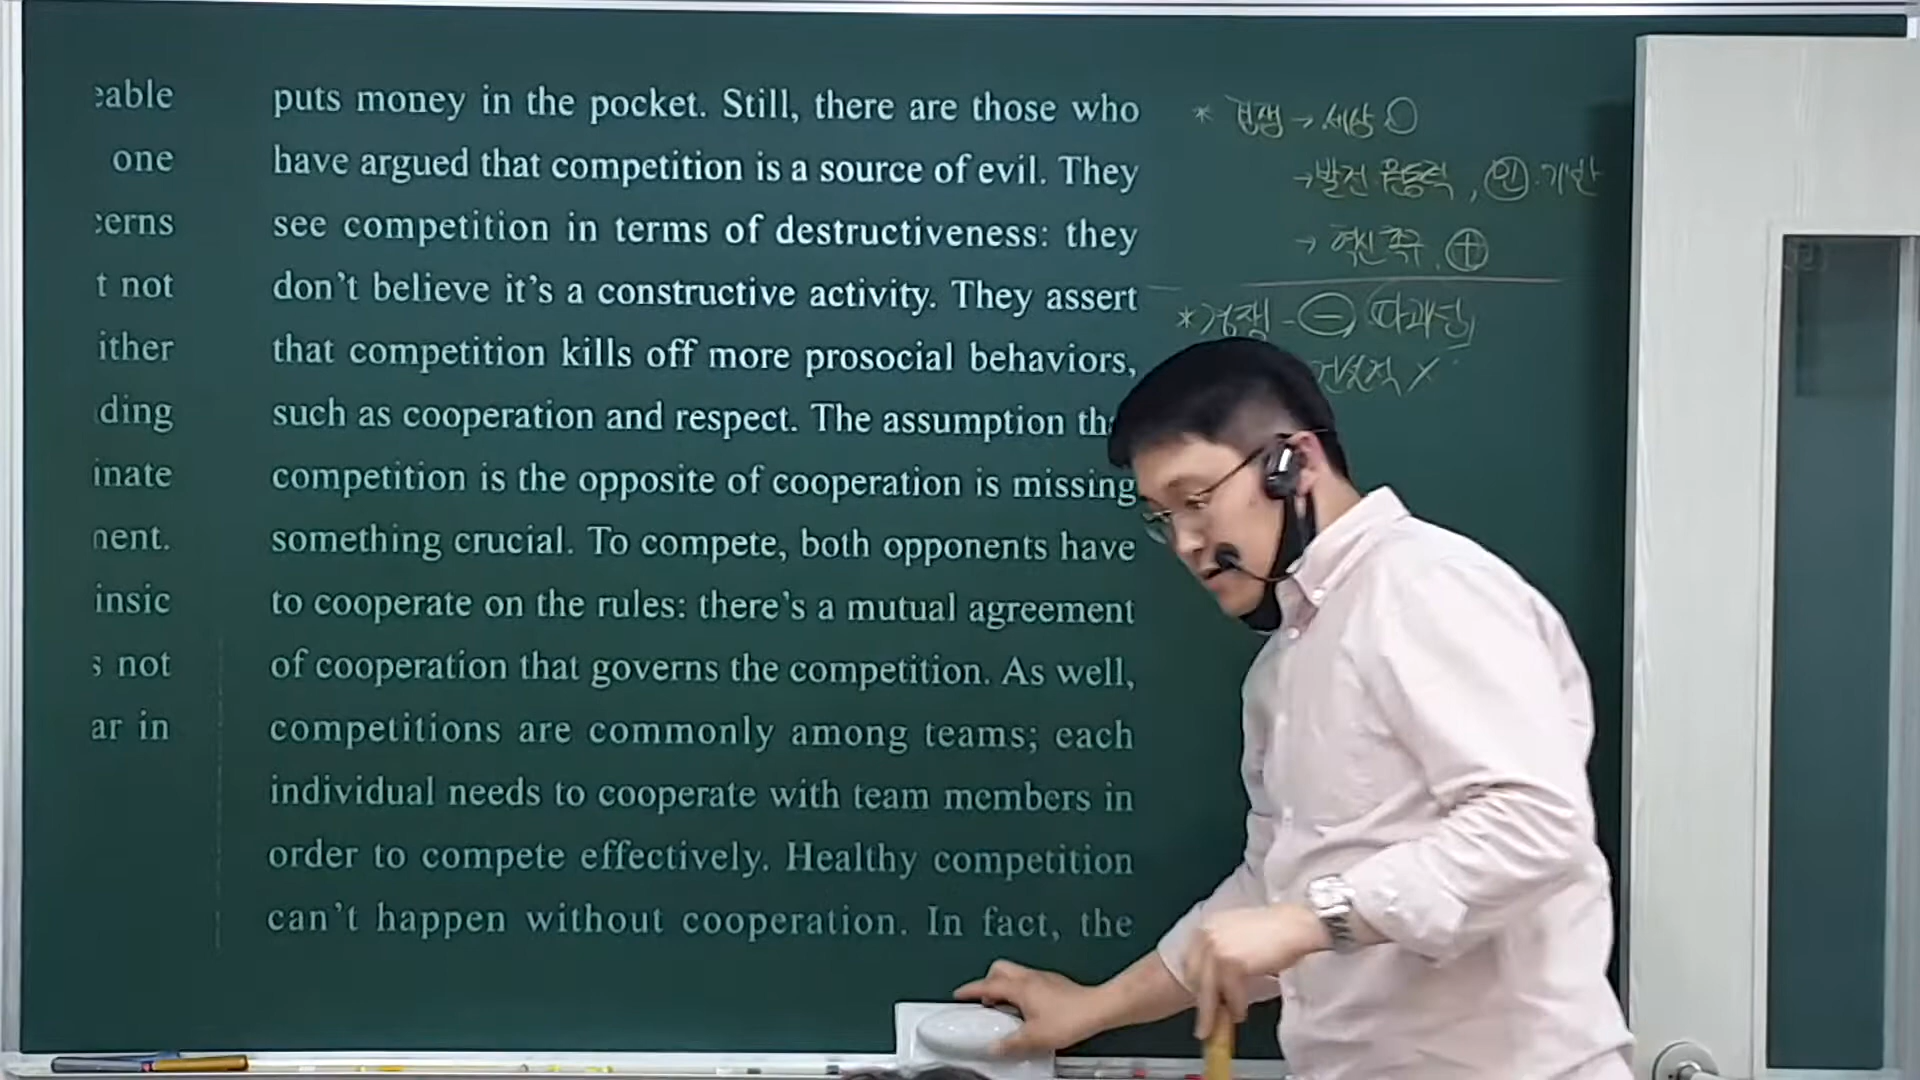 eable
one
cerns
t not
ither
ding
inate
nent.
insic
s not
ar in
puts money in the pocket. Still, there are those who
have argued that competition is a source of evil. They
see competition in terms of destructiveness: they
don't believe it's a constructive activity. They assert
that competition kills off more prosocial behaviors,
such as cooperation and respect. The assumption th
competition is the opposite of cooperation is missing
something crucial. To compete, both opponents have
to cooperate on the rules: there's a mutual agreement
of cooperation that governs the competition. As well,
competitions are commonly among teams; each
individual needs to cooperate with team members in
order to compete effectively. Healthy competition
can't happen without cooperation. In fact, the
* 경쟁 → 세상
→ 발전 원동력,
→ 혁신 촉구, +
* 경쟁 - −, 파괴적
건설적 X